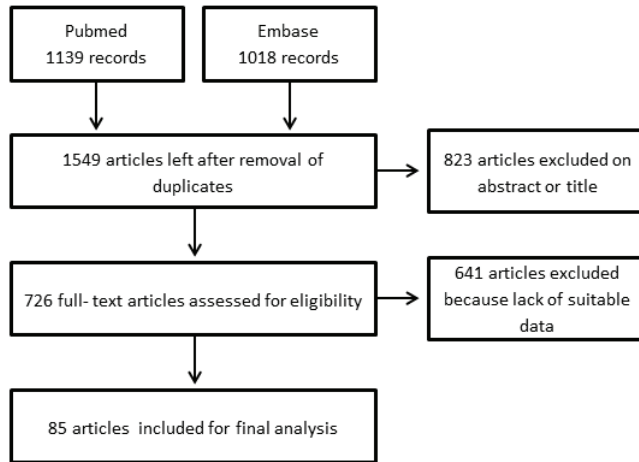 Pubmed
1139 records
Embase
1018 records
1549 articles left after removal of
duplicates
823 articles excluded on
abstract or title
726 full- text articles assessed for eligibility
641 articles excluded
because lack of suitable
data
85 articles  included for final analysis